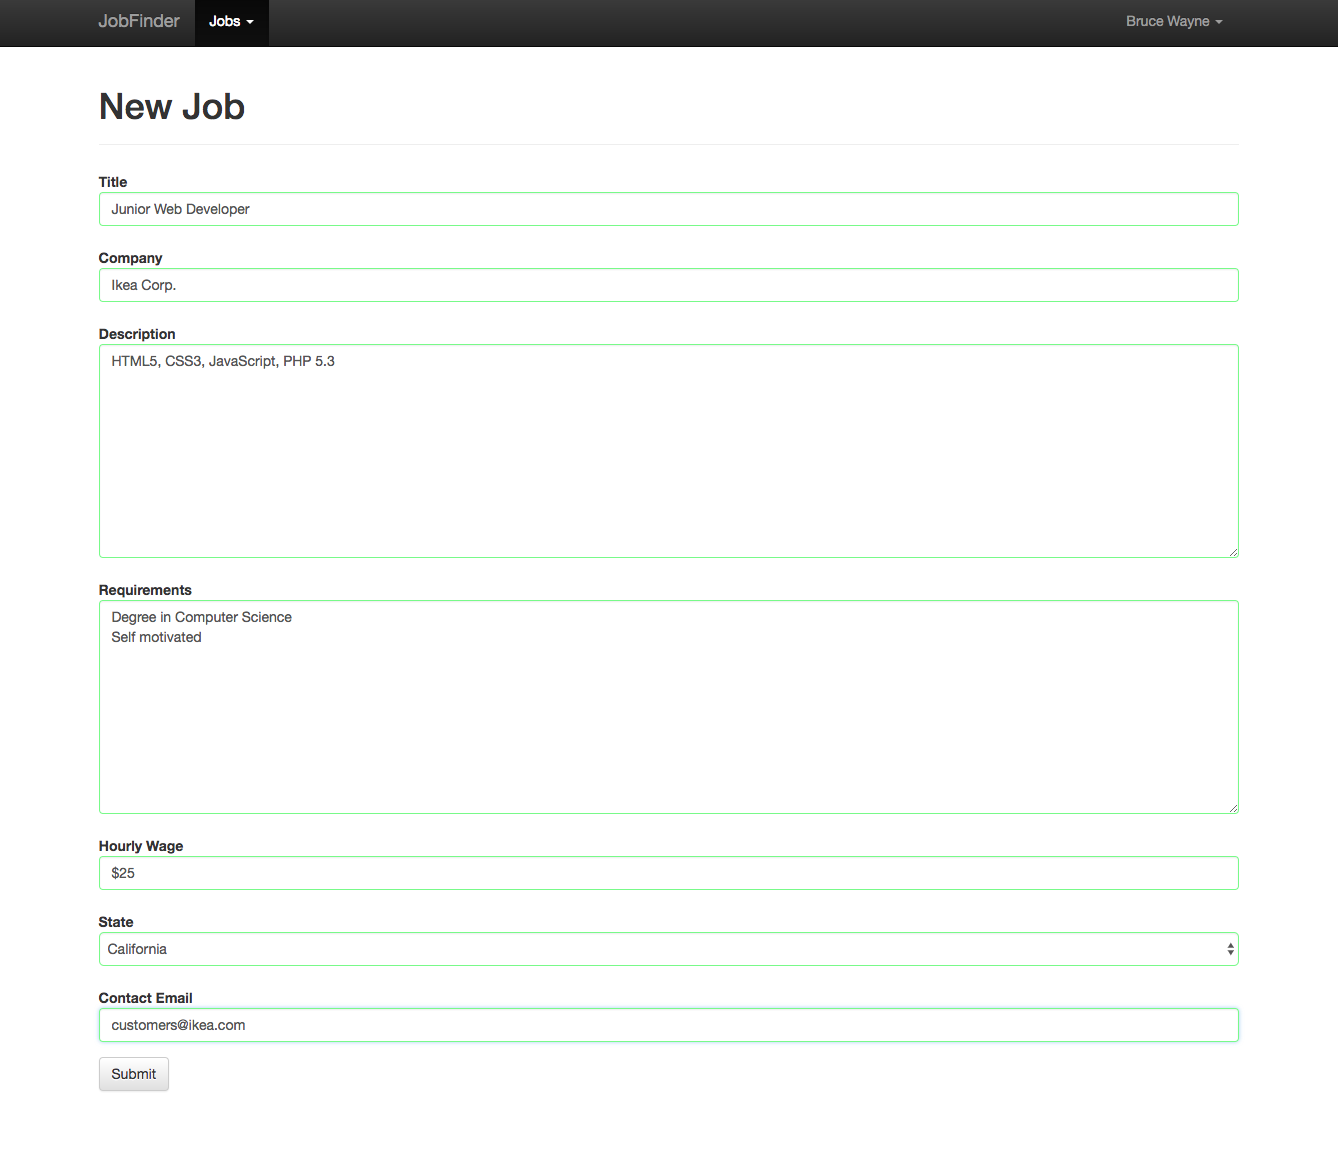 JobFinder Jobs Bruce Wayne
New Job
Title
Junior Web Developer
Company
Ikea Corp.
Description
HTML5, CSS3, JavaScript, PHP 5.3
Requirements
Degree in Computer Science
Self motivated
Hourly Wage
$25
State
California
Contact Email
customers@ikea.com
Submit